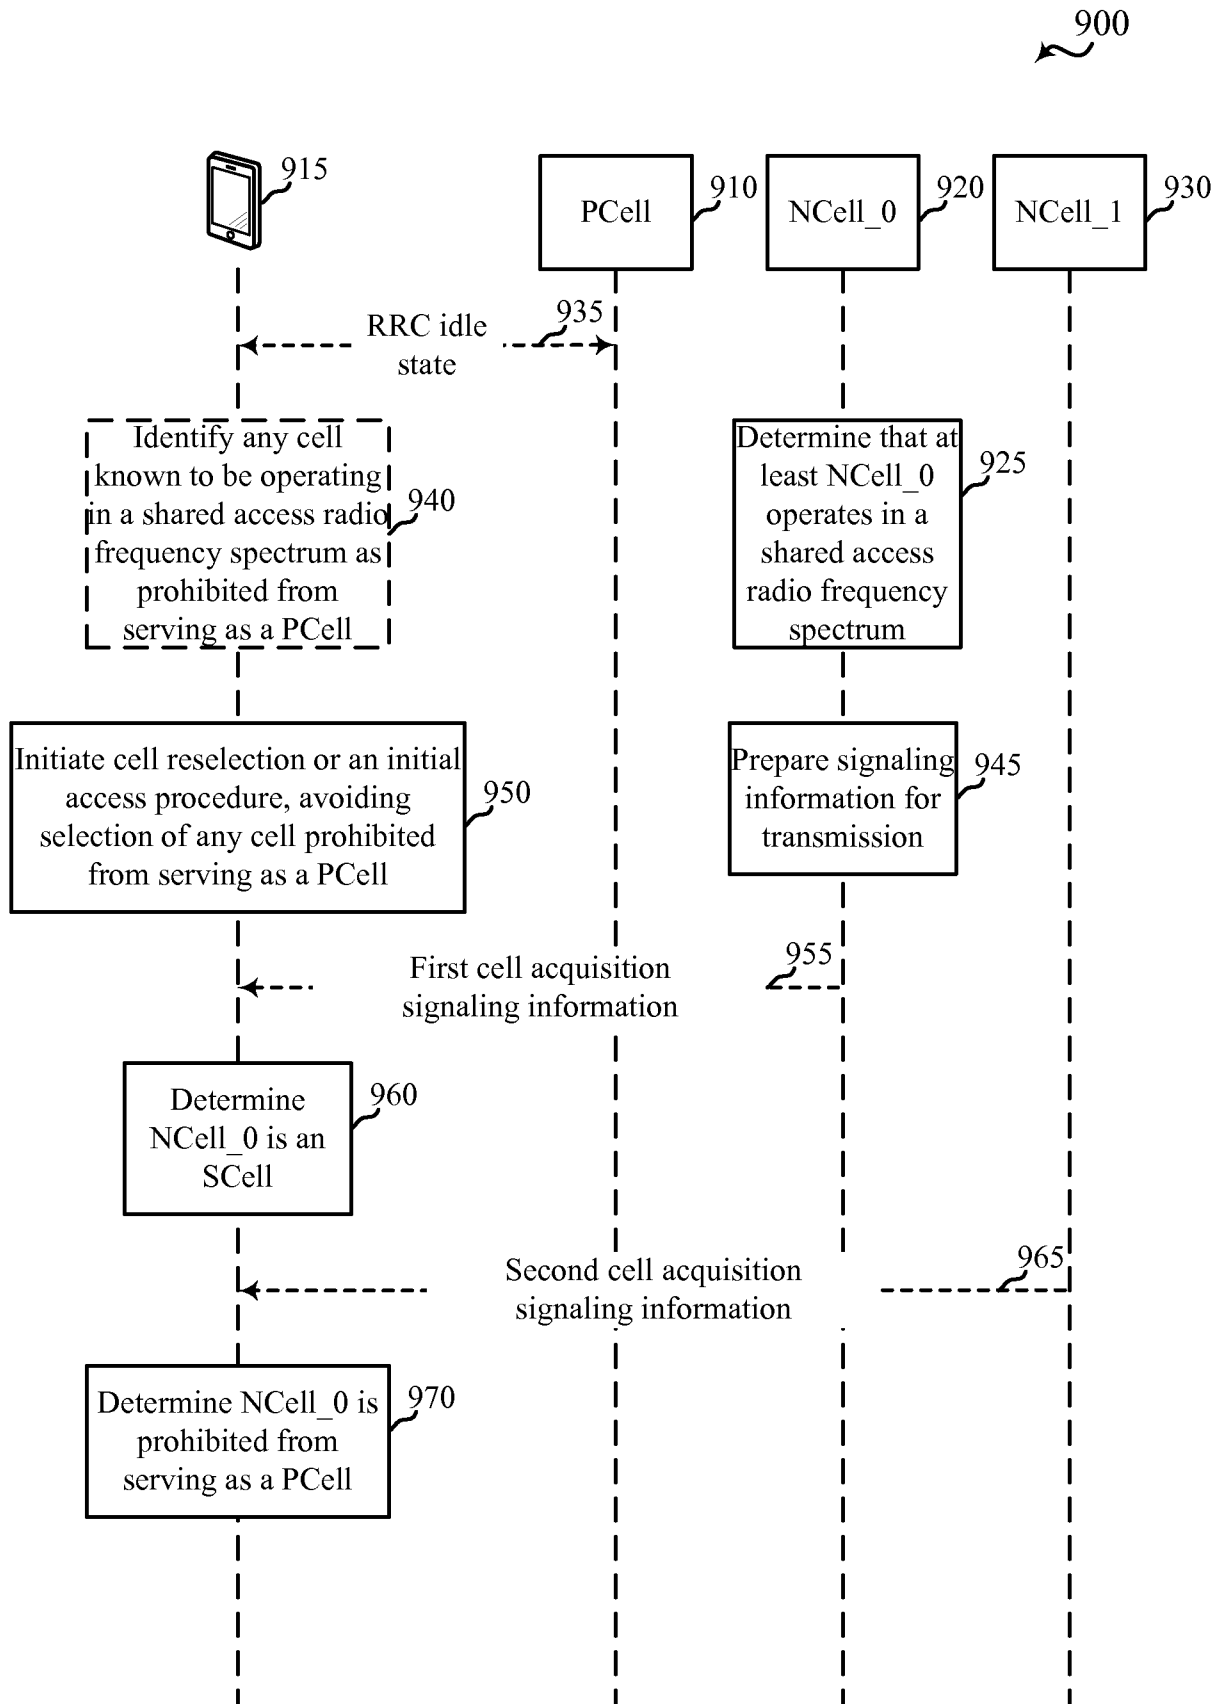 900
915
PCell
910
NCell_0
920
NCell_1
930
RRC idle
state
935
Identify any cell
known to be operating
in a shared access radio
frequency spectrum as
prohibited from
serving as a PCell
940
Determine that at
least NCell_0
operates in a
shared access
radio frequency
spectrum
925
Initiate cell reselection or an initial
access procedure, avoiding
selection of any cell prohibited
from serving as a PCell
950
Prepare signaling
information for
transmission
945
First cell acquisition
signaling information
955
Determine
NCell_0 is an
SCell
960
Second cell acquisition
signaling information
965
Determine NCell_0 is
prohibited from
serving as a PCell
970